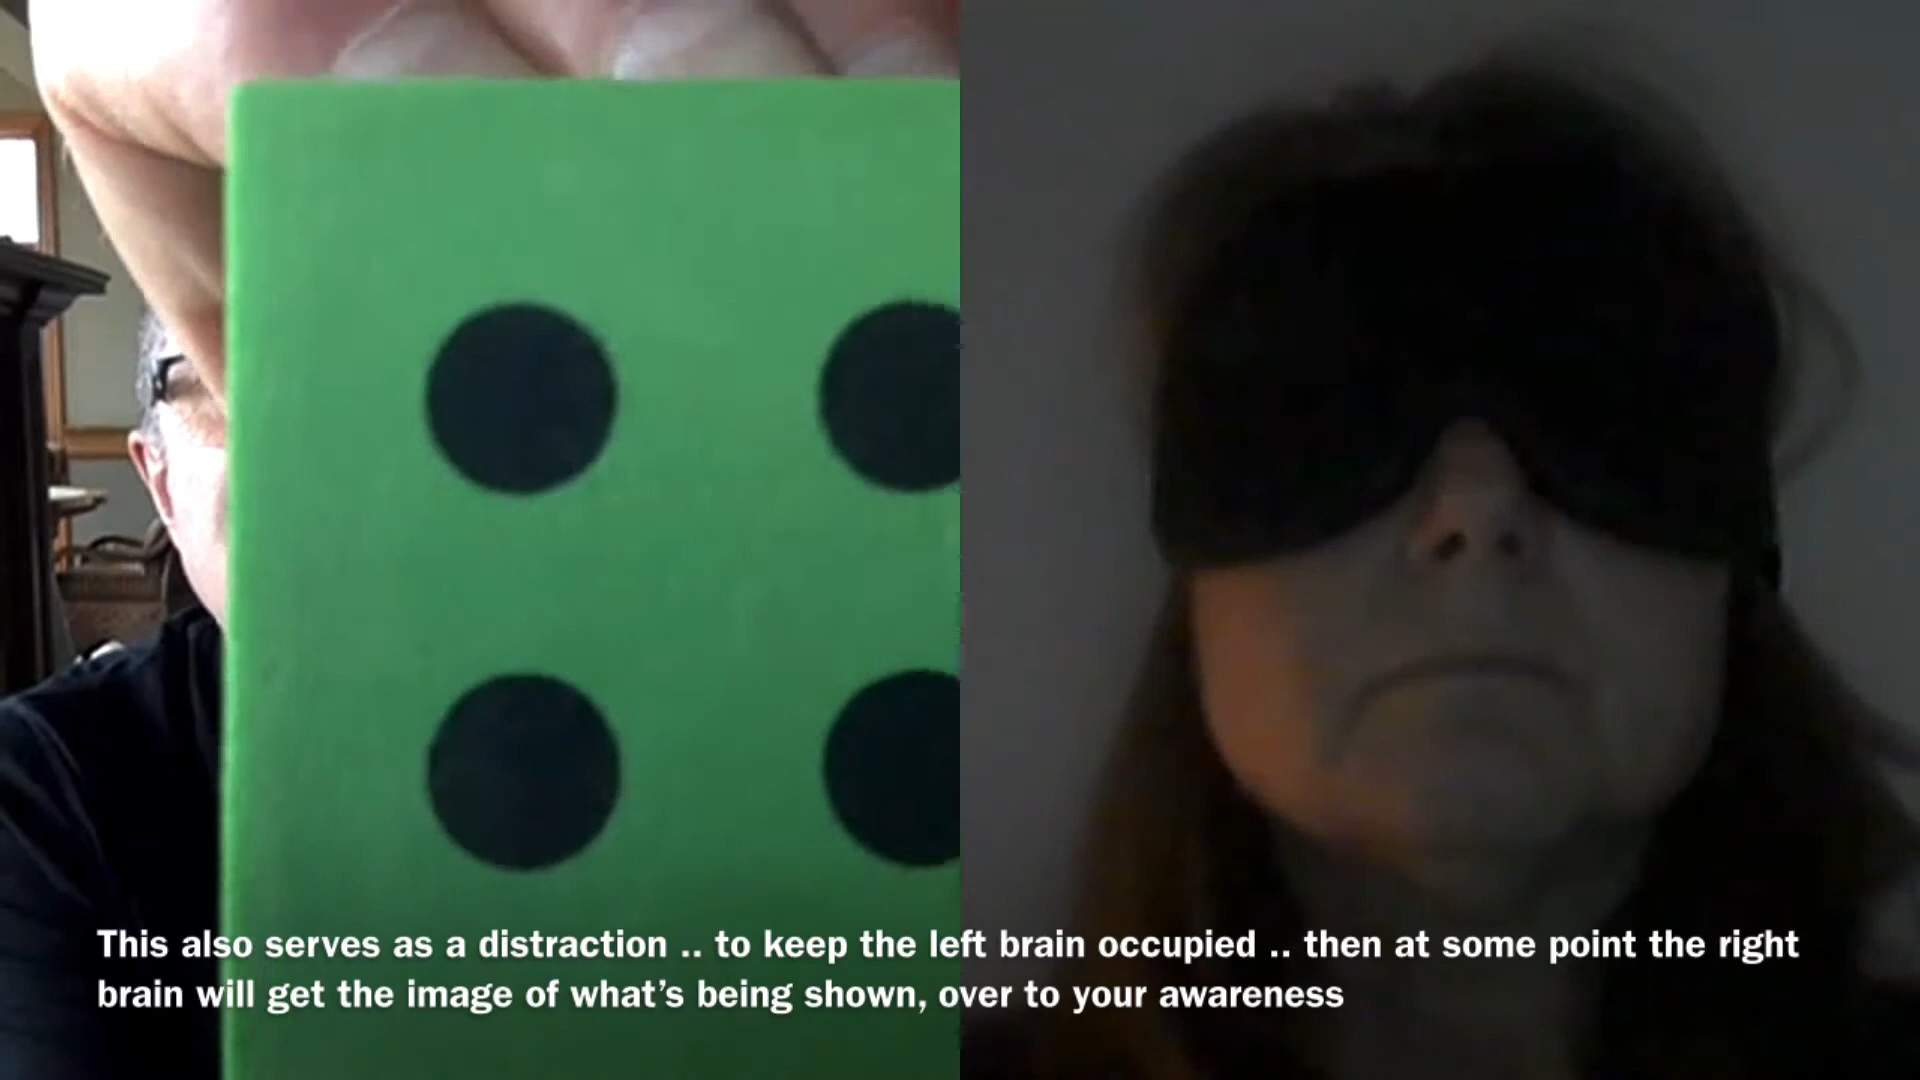 This also serves as a distraction .. to keep the left brain occupied .. then at some point the right
brain will get the image of what’s being shown, over to your awareness